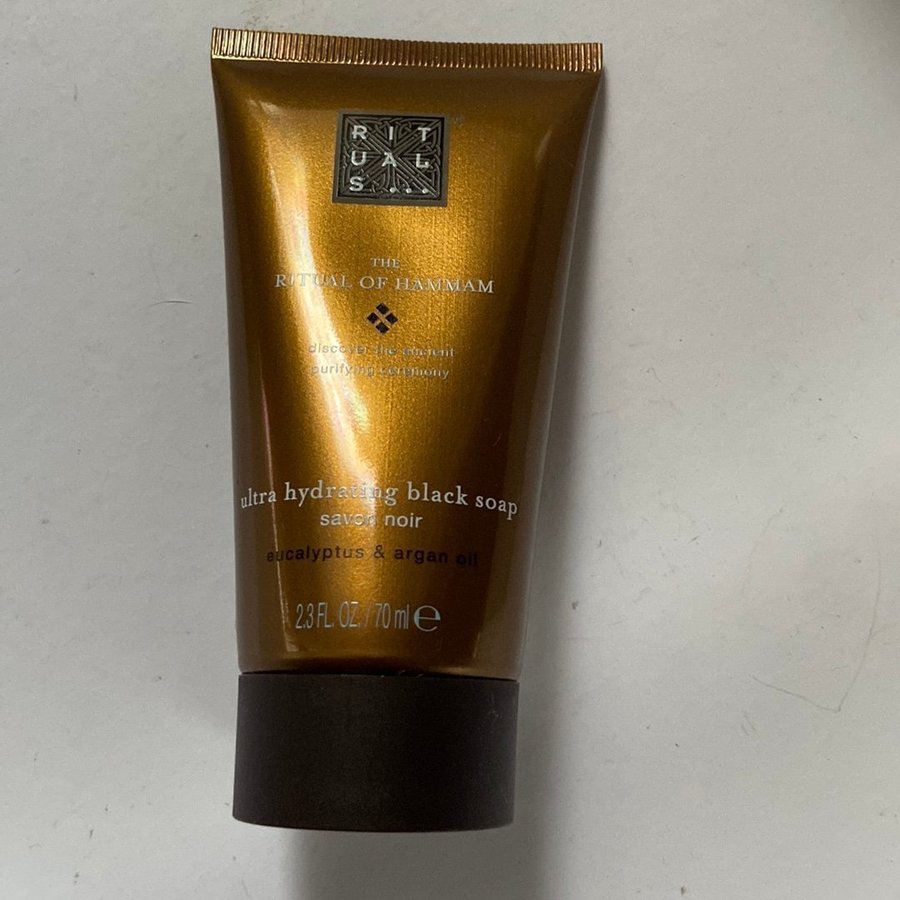 RIT
UAL
S...
THE
RITUAL OF HAMMAM
discover the ancient
purifying ceremony
ultra hydrating black soap
savon noir
eucalyptus & argan oil
2.3 FL. OZ. / 70 ml ℮